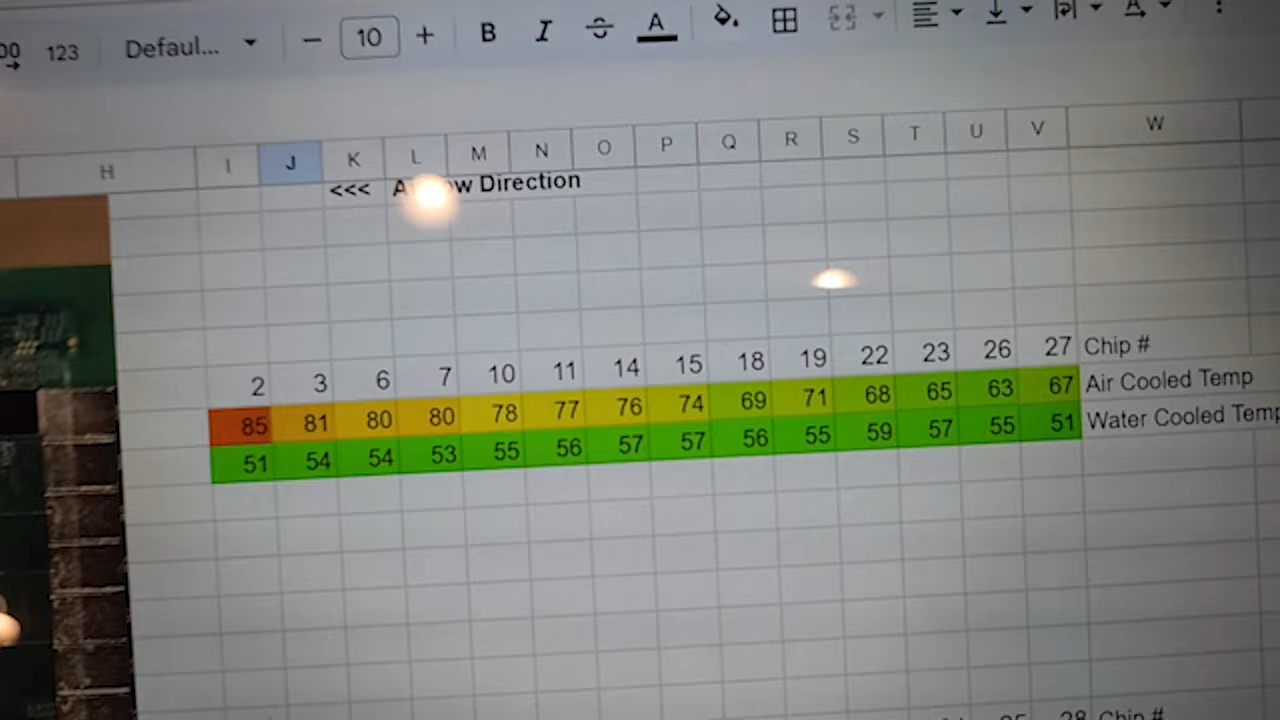 00 123 Defaul... 10 B I A
H I J K L M N O P Q R S T U V W
<<< Direction
2 3 6 7 10 11 14 15 18 19 22 23 26 27 Chip #
85 81 80 80 78 77 76 74 69 71 68 65 63 67 Air Cooled Temp
51 54 54 53 55 56 57 57 56 55 59 57 55 51 Water Cooled Temp
28 Chip #